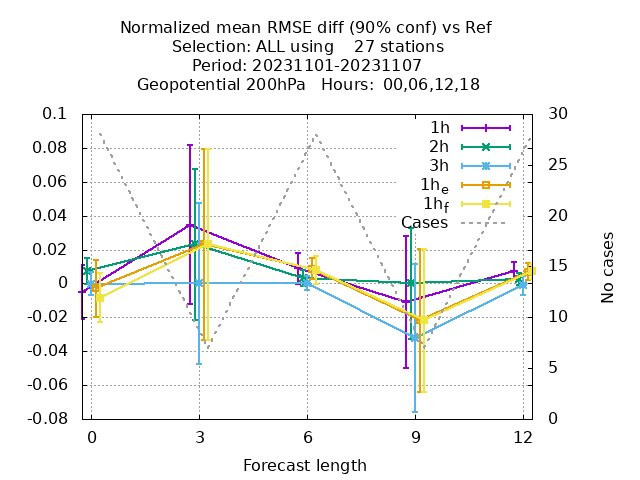 Normalized mean RMSE diff (90% conf) vs Ref
Selection: ALL using    27 stations
Period: 20231101-20231107
Geopotential 200hPa   Hours:  00,06,12,18
0.1
0.08
0.06
0.04
0.02
0
-0.02
-0.04
-0.06
-0.08
30
25
20
15
10
5
0
1h
2h
3h
1he
1hf
Cases
No cases
0
3
6
9
12
Forecast length